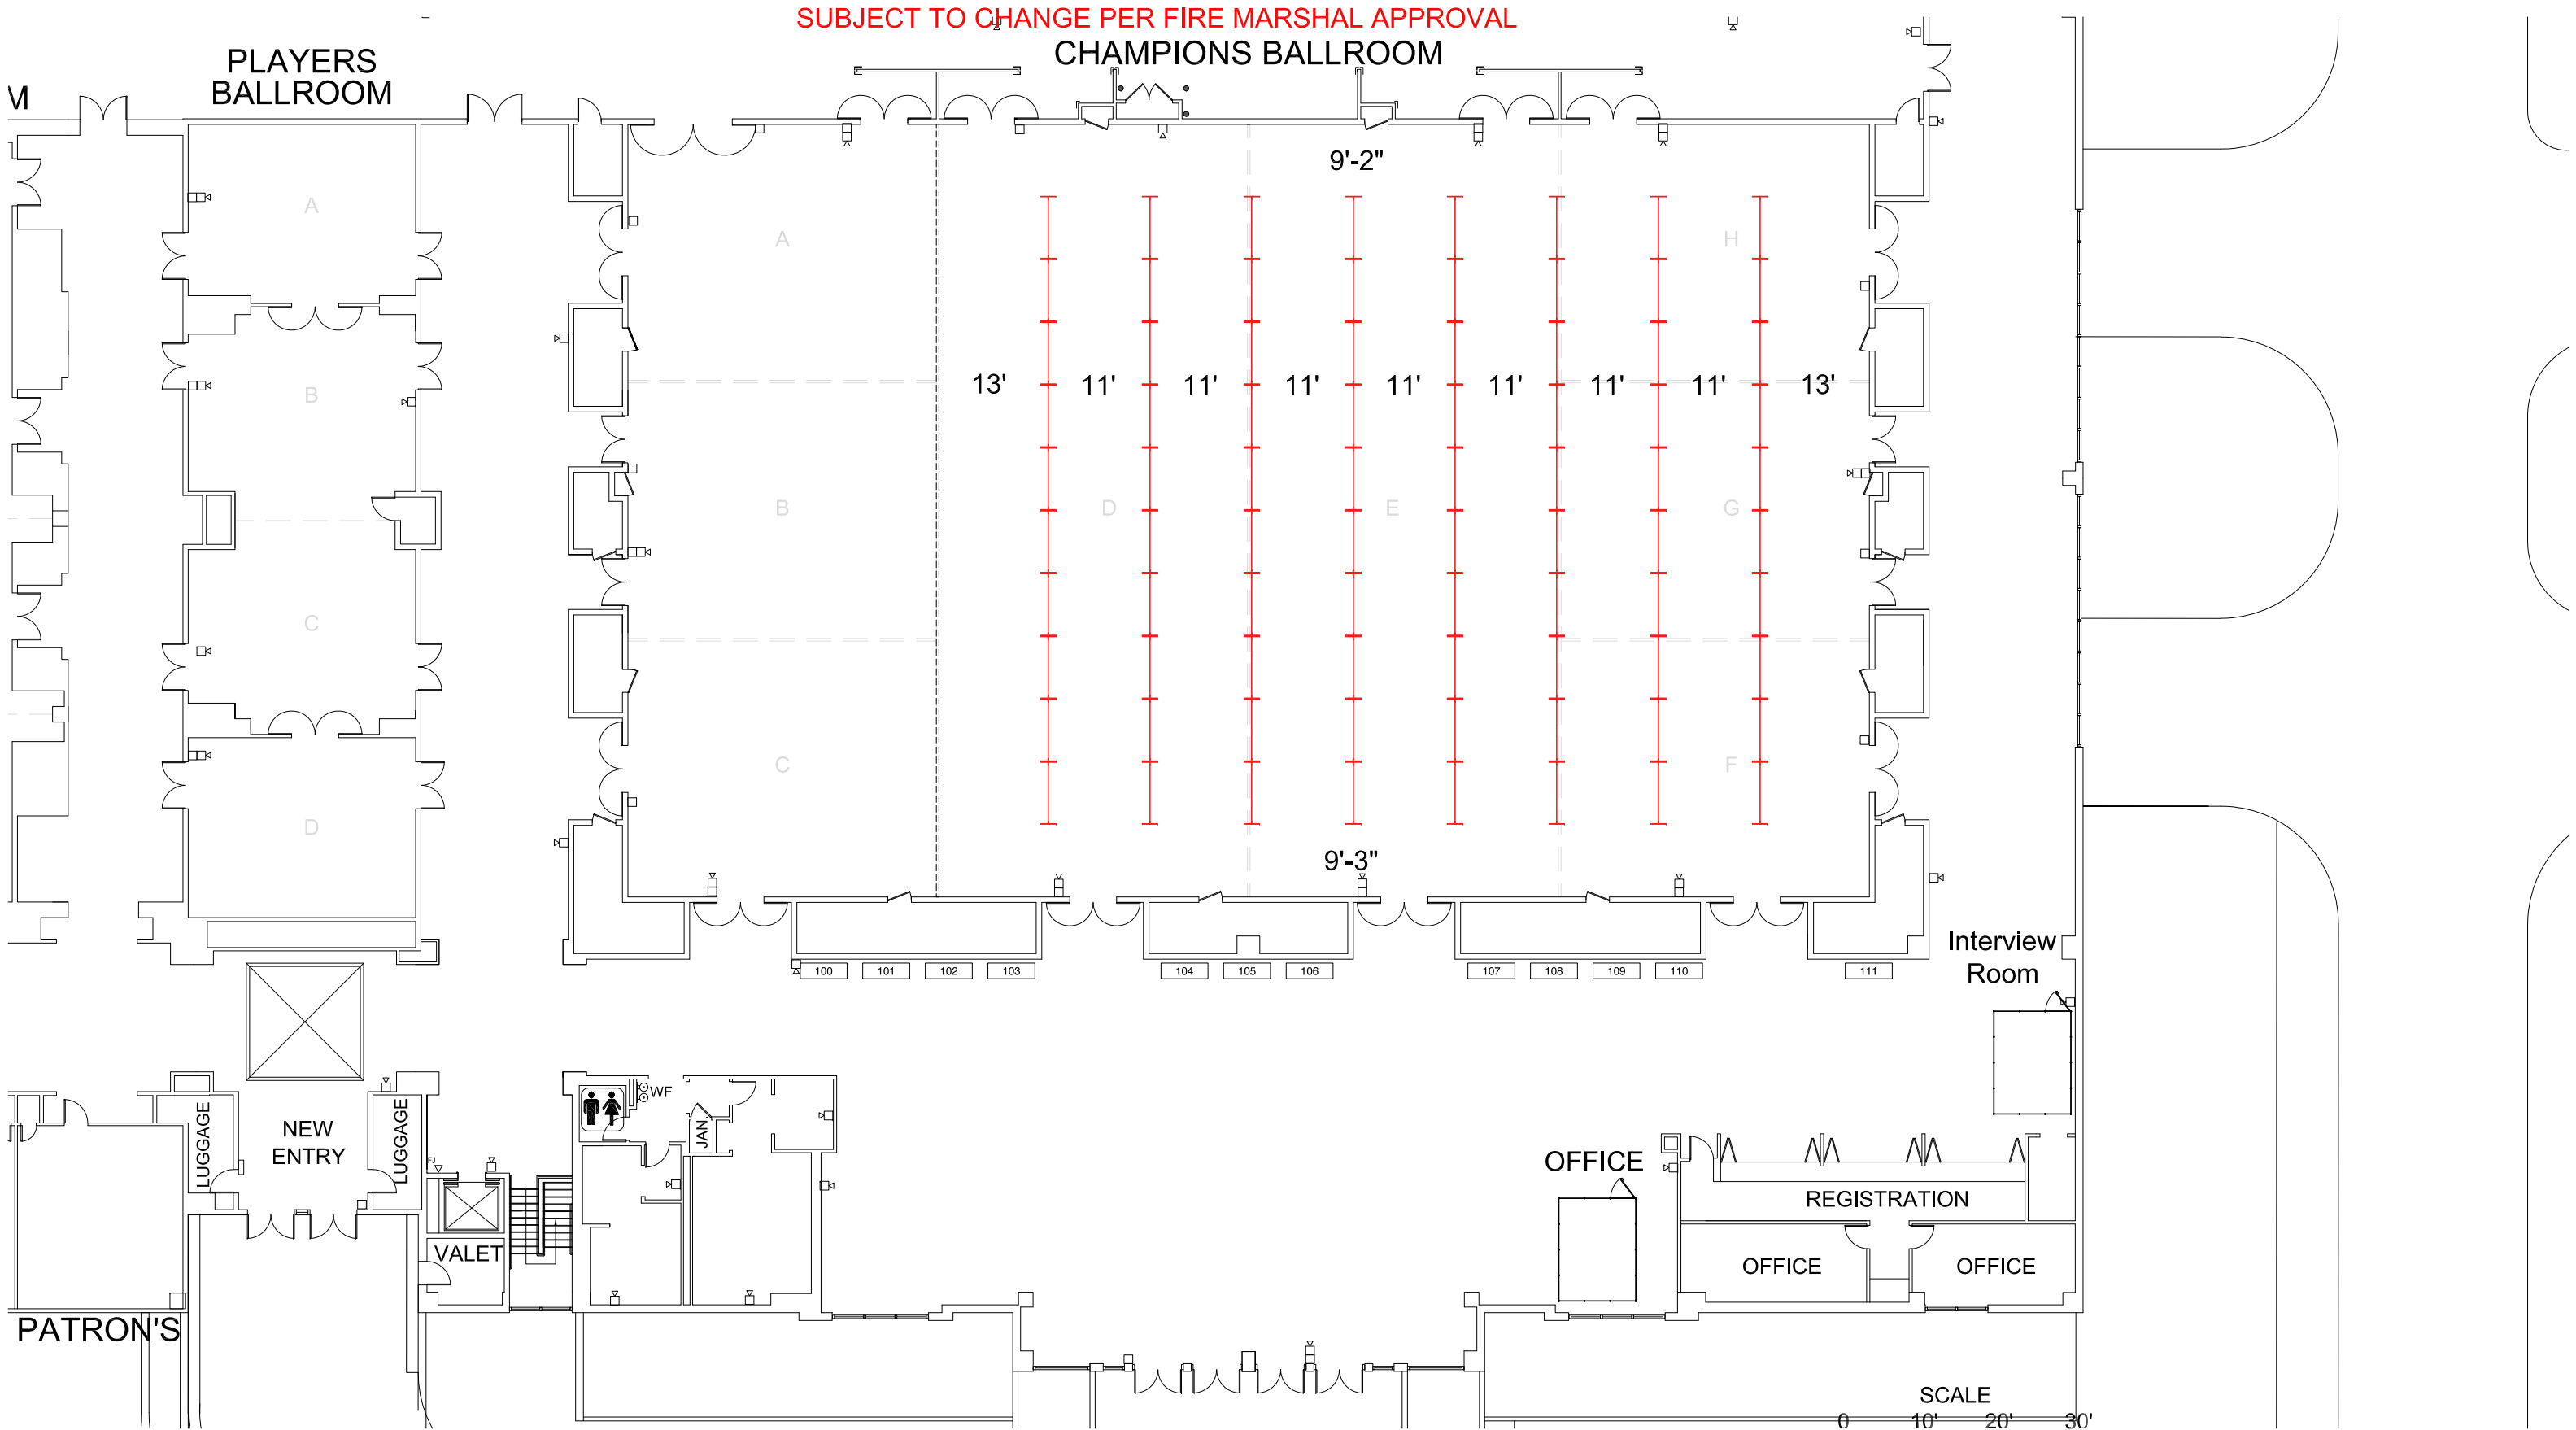 SUBJECT TO CHANGE PER FIRE MARSHAL APPROVAL
CHAMPIONS BALLROOM
PLAYERS
BALLROOM
M
9'-2"
A
A
H
13' 11' 11' 11' 11' 11' 11' 11' 13'
B
B
D
E
G
C
C
F
D
9'-3"
100 101 102 103 104 105 106 107 108 109 110 111
Interview
Room
WF
LUGGAGE
NEW
ENTRY
LUGGAGE
JAN.
FJ
OFFICE
REGISTRATION
VALET
OFFICE
OFFICE
PATRON'S
SCALE
0 10' 20' 30'